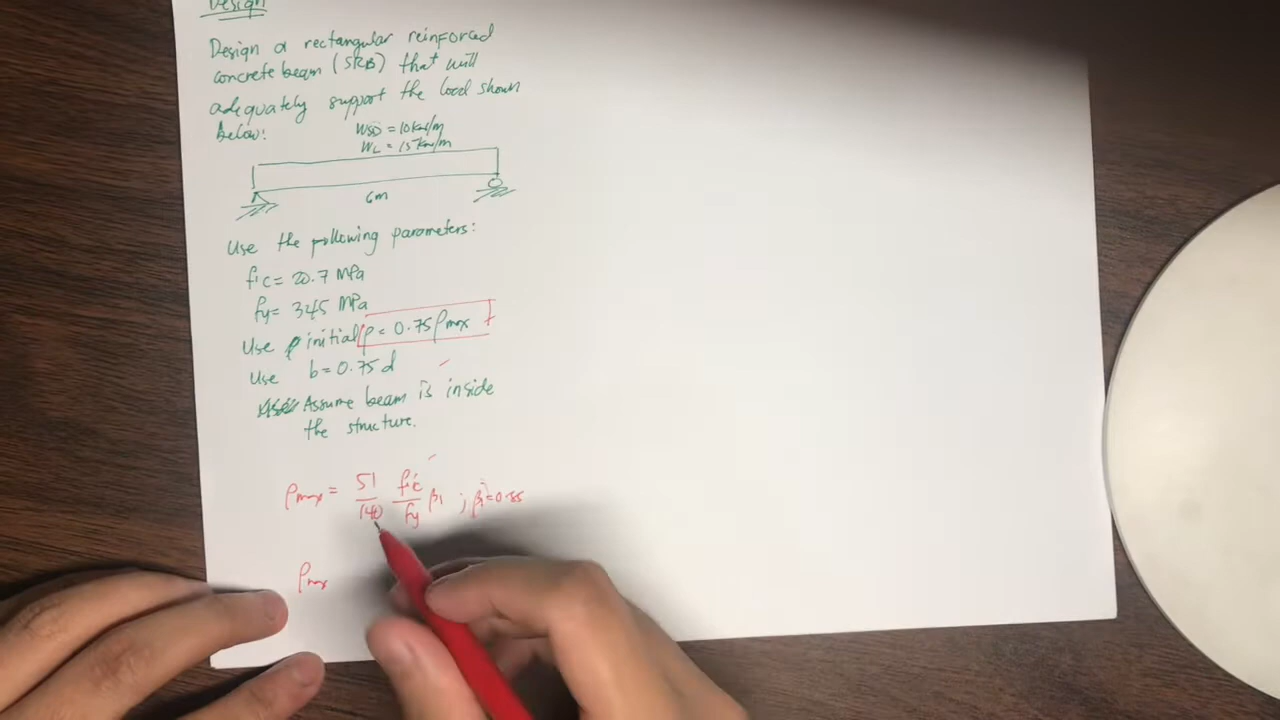 Design
Design a rectangular reinforced
concrete beam (SRB) that will
adequately support the load shown
below:
WSD = 10 kN/m
WL = 15 kN/m
6m
Use the following parameters:
f'c = 20.7 MPa
fy = 345 MPa
Use ρ initial ρ = 0.75 ρmax
Use b = 0.75 d
Assume beam is inside
the structure.
ρmax = 51/140 f'c/fy β1 ; β1 = 0.85
ρmax